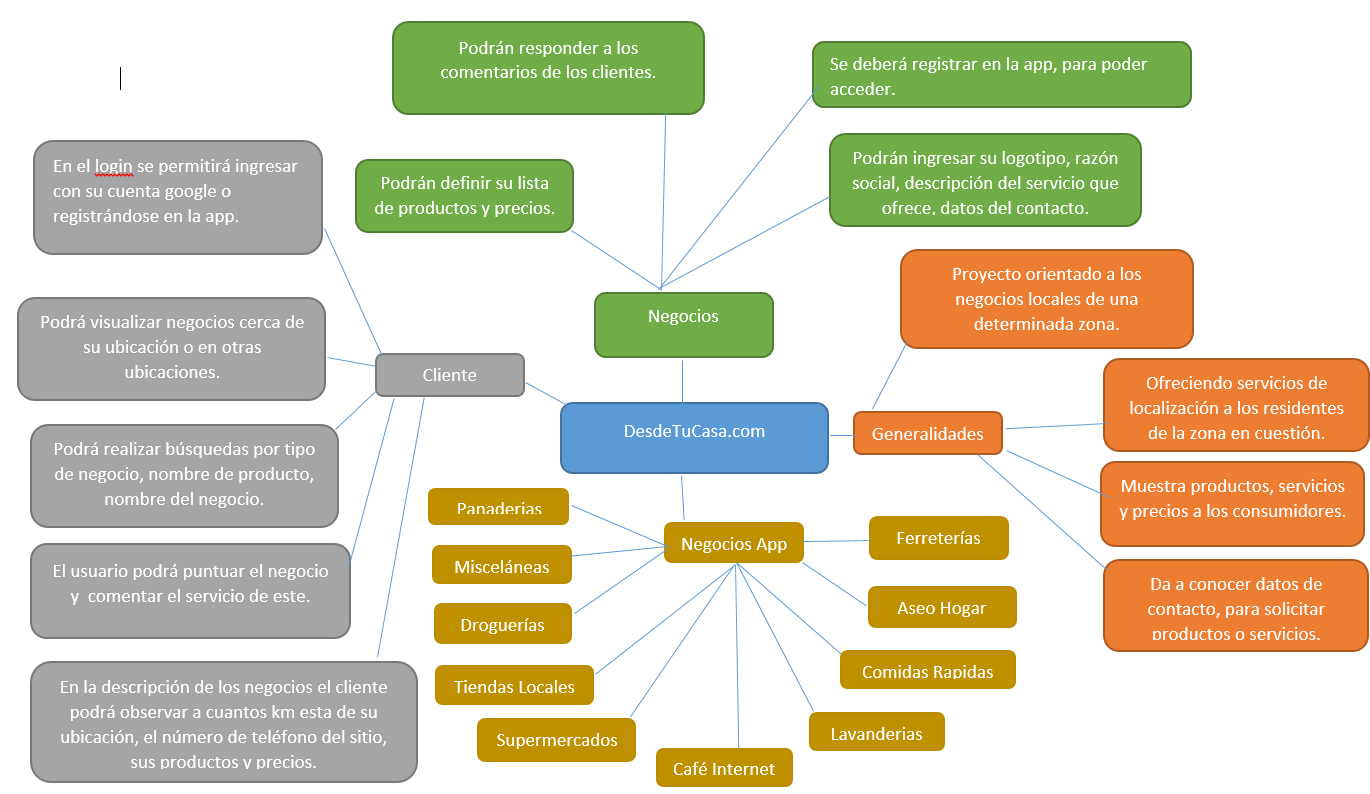 Podrán responder a los
comentarios de los clientes.
Se deberá registrar en la app, para poder
acceder.
En el login se permitirá ingresar
con su cuenta google o
registrándose en la app.
Podrán definir su lista
de productos y precios.
Podrán ingresar su logotipo, razón
social, descripción del servicio que
ofrece, datos del contacto.
Proyecto orientado a los
negocios locales de una
determinada zona.
Negocios
Podrá visualizar negocios cerca de
su ubicación o en otras
ubicaciones.
Cliente
DesdeTuCasa.com
Generalidades
Ofreciendo servicios de
localización a los residentes
de la zona en cuestión.
Podrá realizar búsquedas por tipo
de negocio, nombre de producto,
nombre del negocio.
Muestra productos, servicios
y precios a los consumidores.
El usuario podrá puntuar el negocio
y  comentar el servicio de este.
Da a conocer datos de
contacto, para solicitar
productos o servicios.
En la descripción de los negocios el cliente
podrá observar a cuantos km esta de su
ubicación, el número de teléfono del sitio,
sus productos y precios.
Negocios App
Panaderias
Misceláneas
Droguerías
Tiendas Locales
Supermercados
Café Internet
Lavanderias
Comidas Rapidas
Aseo Hogar
Ferreterías